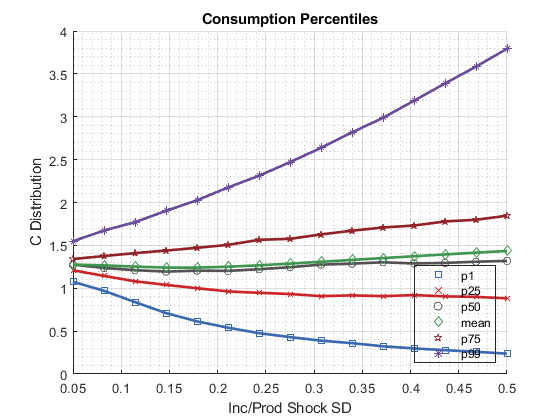 Consumption Percentiles
4
3.5
3
2.5
2
1.5
1
0.5
0
C Distribution
p1
p25
p50
mean
p75
p99
0.05 0.1 0.15 0.2 0.25 0.3 0.35 0.4 0.45 0.5
Inc/Prod Shock SD